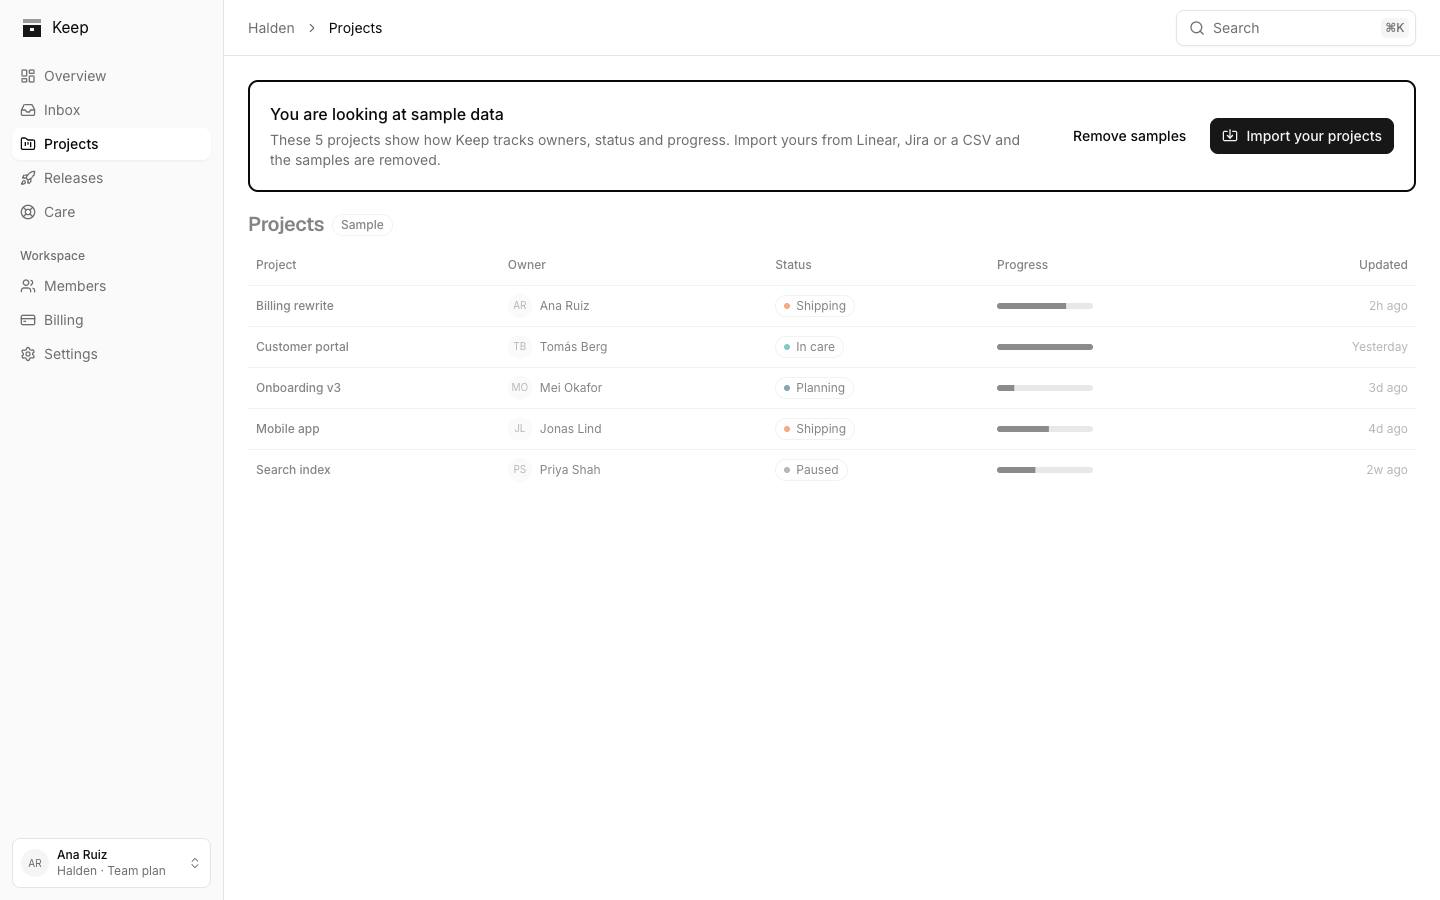 Keep
Overview
Inbox
Projects
Releases
Care
Workspace
Members
Billing
Settings
AR
Ana Ruiz
Halden · Team plan
Halden > Projects
Search ⌘K
You are looking at sample data
These 5 projects show how Keep tracks owners, status and progress. Import yours from Linear, Jira or a CSV and
the samples are removed.
Remove samples
Import your projects
Projects Sample
Project Owner Status Progress Updated
Billing rewrite AR Ana Ruiz Shipping 2h ago
Customer portal TB Tomás Berg In care Yesterday
Onboarding v3 MO Mei Okafor Planning 3d ago
Mobile app JL Jonas Lind Shipping 4d ago
Search index PS Priya Shah Paused 2w ago